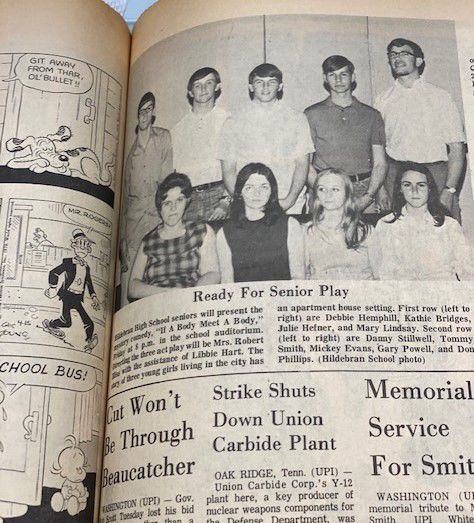 GIT AWAY
FROM THAR,
OL' BULLET!!
MR. ROGERS
SCHOOL BUS!
Ready For Senior Play
Hildebran High School seniors will present the
mystery comedy, "If A Body Meet A Body,"
Friday at 8 p.m. in the school auditorium.
the three act play will be Mrs. Robert
with the assistance of Libbie Hart. The
story of three young girls living in the city has
an apartment house setting. First row (left to
right) are Debbie Hemphill, Kathie Bridges,
Julie Hefner, and Mary Lindsay. Second row
(left to right) are Danny Stillwell, Tommy
Smith, Mickey Evans, Gary Powell, and Don
Phillips. (Hildebran School photo)
Cut Won't
Be Through
Beaucatcher
WASHINGTON (UPI) — Gov.
Scott Tuesday lost his bid
than a
Strike Shuts
Down Union
Carbide Plant
OAK RIDGE, Tenn. (UPI) —
Union Carbide Corp.'s Y-12
plant here, a key producer of
nuclear weapons components for
the Defense Department, was
Memorial
Service
For Smit
WASHINGTON (UPI)
memorial tribute to
Smith, UPI White